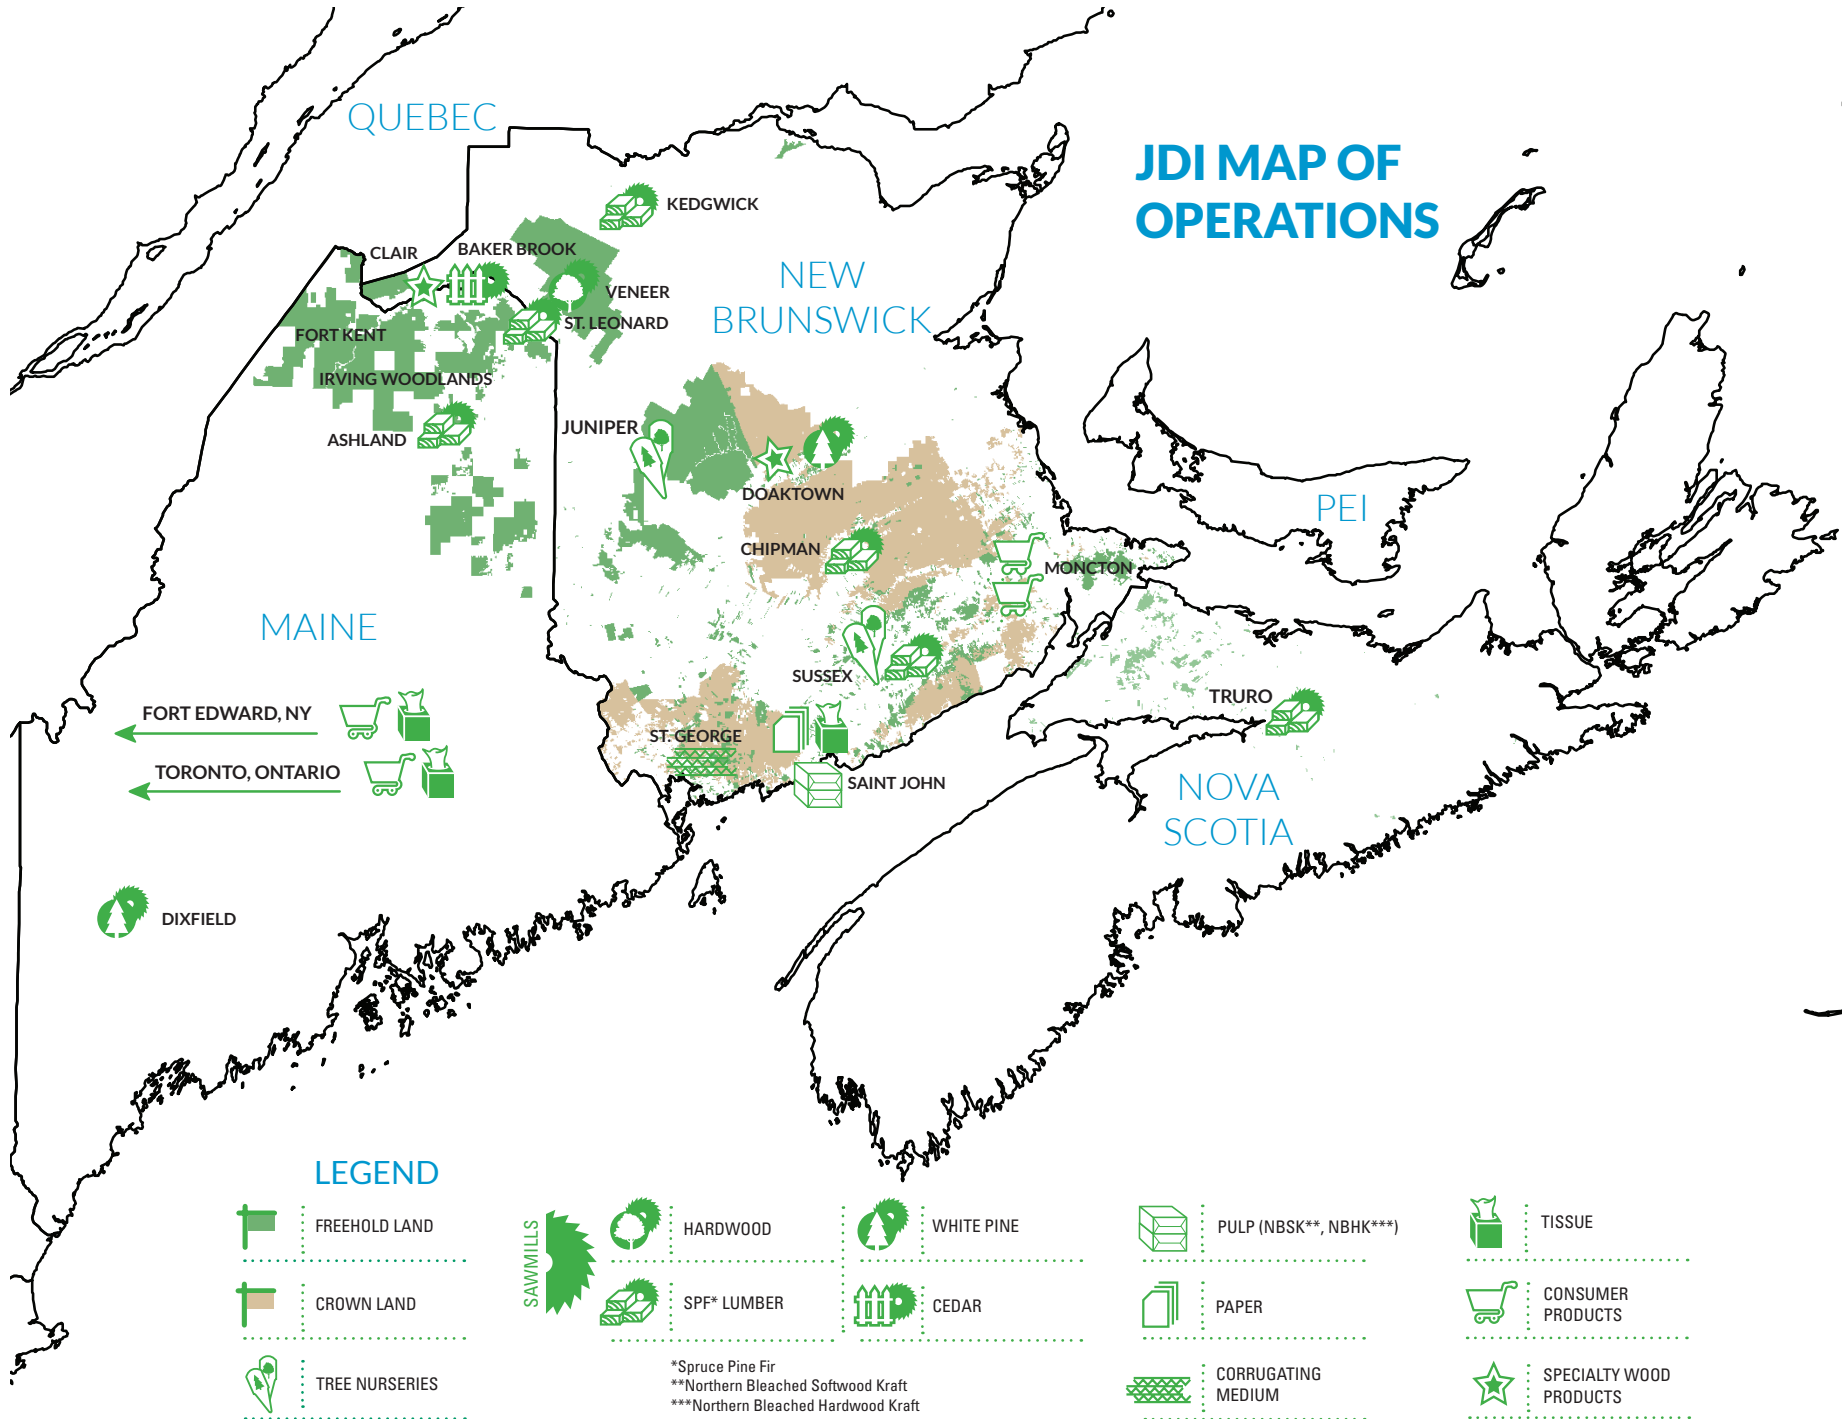 QUEBEC
JDI MAP OF
OPERATIONS
KEDGWICK
CLAIR
BAKER BROOK
NEW
BRUNSWICK
VENEER
ST. LEONARD
FORT KENT
IRVING WOODLANDS
ASHLAND
JUNIPER
DOAKTOWN
PEI
CHIPMAN
MONCTON
MAINE
SUSSEX
TRURO
FORT EDWARD, NY
ST. GEORGE
TORONTO, ONTARIO
SAINT JOHN
NOVA
SCOTIA
DIXFIELD
LEGEND
FREEHOLD LAND
CROWN LAND
TREE NURSERIES
SAWMILLS
HARDWOOD
SPF* LUMBER
WHITE PINE
CEDAR
*Spruce Pine Fir
**Northern Bleached Softwood Kraft
***Northern Bleached Hardwood Kraft
PULP (NBSK**, NBHK***)
PAPER
CORRUGATING
MEDIUM
TISSUE
CONSUMER
PRODUCTS
SPECIALTY WOOD
PRODUCTS